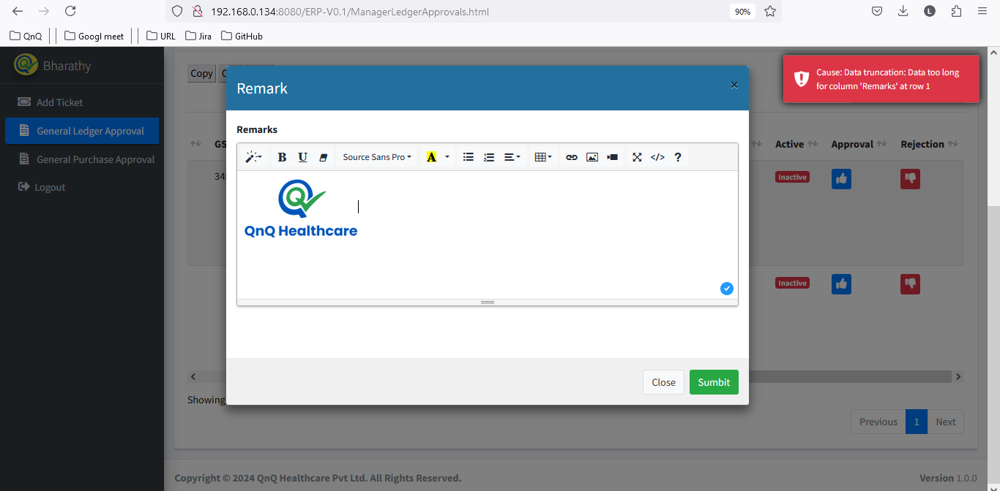 192.168.0.134:8080/ERP-V0.1/ManagerLedgerApprovals.html
90%
L
QnQ
Googl meet
URL
Jira
GitHub
Bharathy
Add Ticket
General Ledger Approval
General Purchase Approval
Logout
Copy
Cause: Data truncation: Data too long
for column 'Remarks' at row 1
Remark
×
Remarks
B U Source Sans Pro A </> ?
QnQ Healthcare
Close
Sumbit
GS
Active
Approval
Rejection
34
Inactive
Inactive
Showing
Previous
1
Next
Copyright © 2024 QnQ Healthcare Pvt Ltd. All Rights Reserved.
Version 1.0.0